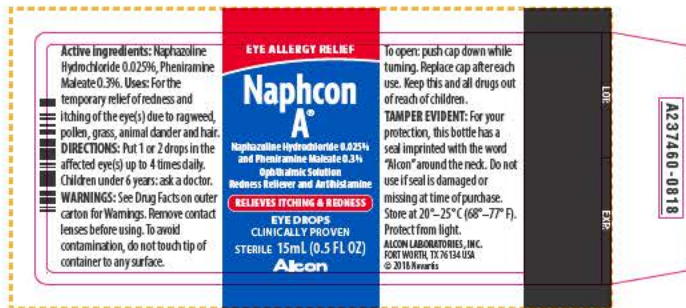 Active Ingredients: Naphazoline
Hydrochloride 0.025%, Pheniramine
Maleate 0.3%. Uses: For the
temporary relief of redness and
itching of the eye(s) due to ragweed,
pollen, grass, animal dander and hair.
DIRECTIONS: Put 1 or 2 drops in the
affected eye(s) up to 4 times daily.
Children under 6 years: ask a doctor.
WARNINGS: See Drug Facts on outer
carton for Warnings. Remove contact
lenses before using. To avoid
contamination, do not touch tip of
container to any surface.
EYE ALLERGY RELIEF
Naphcon
A®
Naphazoline Hydrochloride 0.025%
and Pheniramine Maleate 0.3%
Ophthalmic Solution
Redness Reliever and Antihistamine
RELIEVES ITCHING & REDNESS
EYE DROPS
CLINICALLY PROVEN
STERILE 15mL (0.5 FL OZ)
Alcon
To open: push cap down while
turning. Replace cap after each
use. Keep this and all drugs out
of reach of children.
TAMPER EVIDENT: For your
protection, this bottle has a
seal imprinted with the word
"Alcon" around the neck. Do not
use if seal is damaged or
missing at time of purchase.
Store at 20°–25° C (68°–77° F).
Protect from light.
ALCON LABORATORIES, INC.
FORT WORTH, TX 76134 USA
© 2018 Novartis
LOT:
EXP.:
A237460-0818